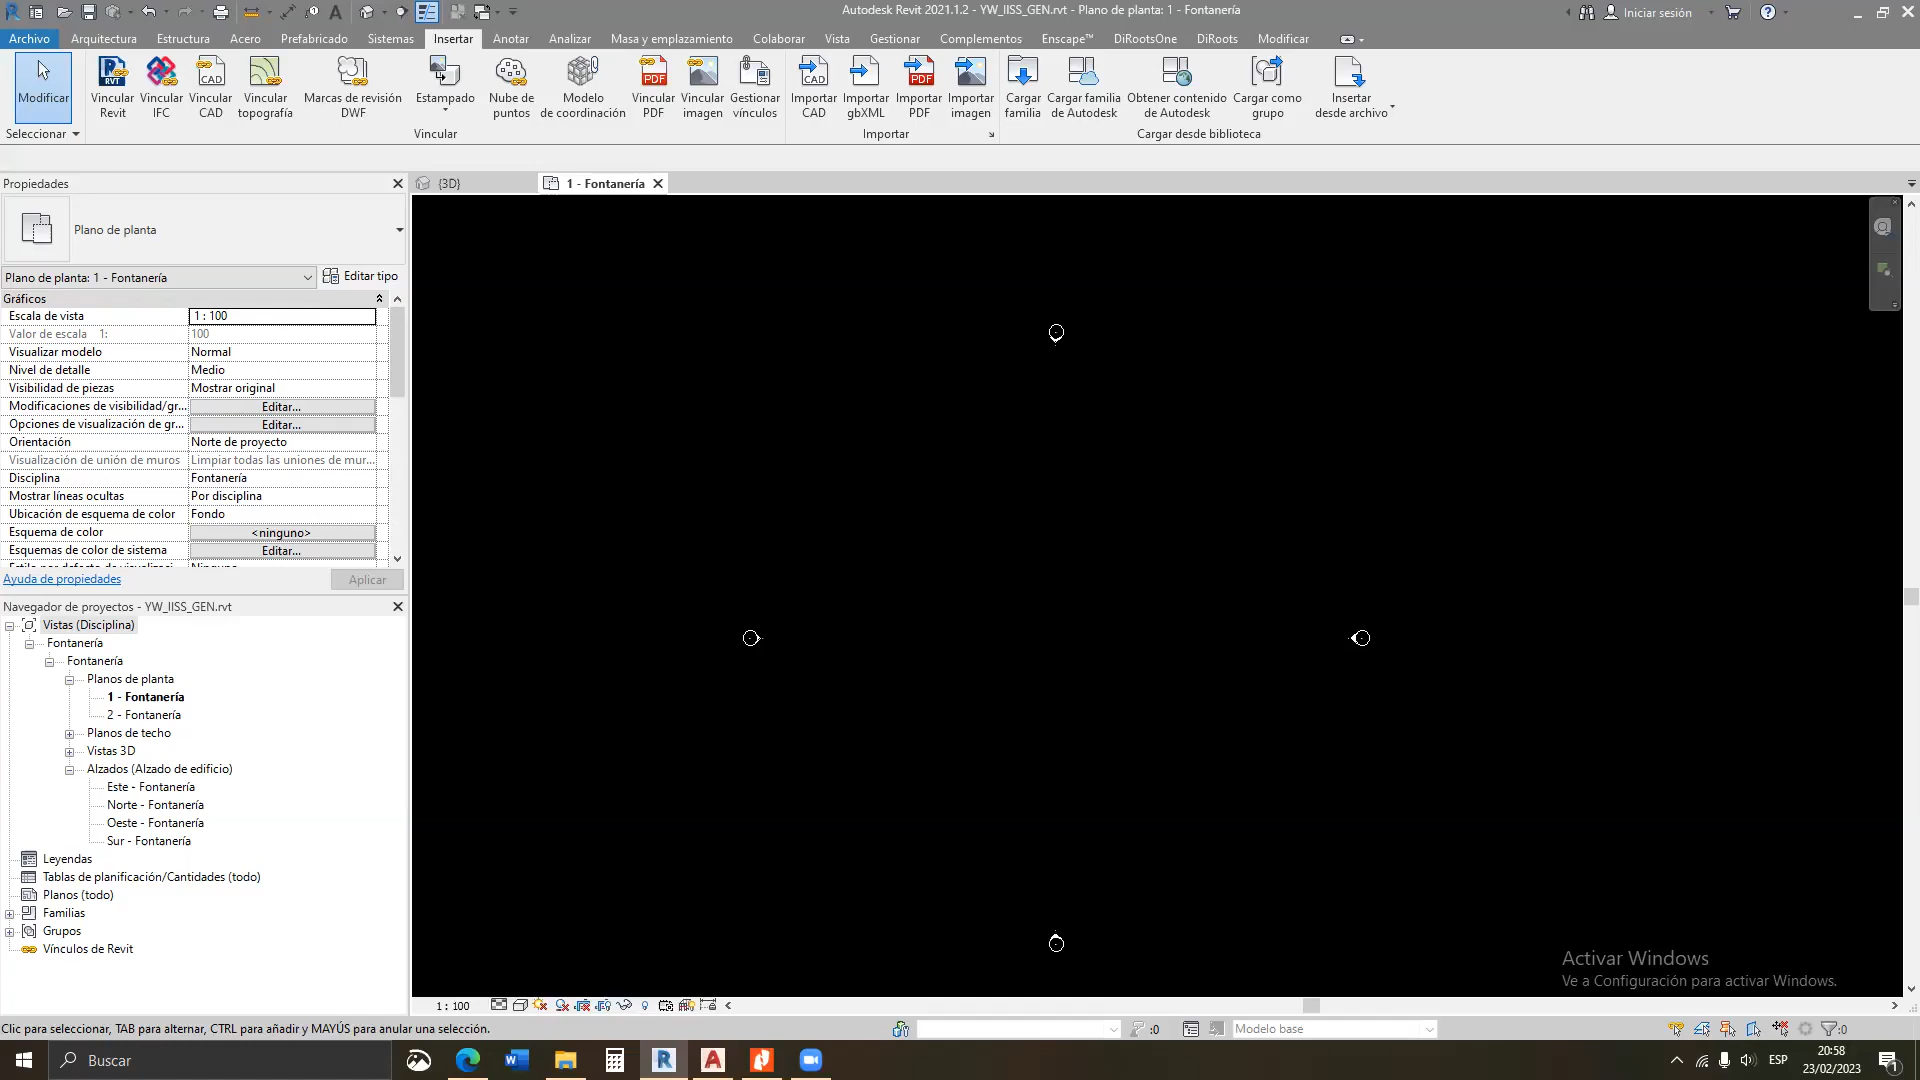 Autodesk Revit 2021.1.2 - YW_IISS_GEN.rvt - Plano de planta: 1 - Fontanería
Iniciar sesión
Archivo Arquitectura Estructura Acero Prefabricado Sistemas Insertar Anotar Analizar Masa y emplazamiento Colaborar Vista Gestionar Complementos Enscape™ DiRootsOne DiRoots Modificar
Modificar
Vincular Revit
Vincular IFC
Vincular CAD
Vincular topografía
Marcas de revisión DWF
Estampado
Nube de puntos
Modelo de coordinación
Vincular PDF
Vincular imagen
Gestionar vínculos
Importar CAD
Importar gbXML
Importar PDF
Importar imagen
Cargar familia
Cargar familia de Autodesk
Obtener contenido de Autodesk
Cargar como grupo
Insertar desde archivo
Seleccionar Vincular Importar Cargar desde biblioteca
Propiedades
{3D}
1 - Fontanería
Plano de planta
Plano de planta: 1 - Fontanería
Editar tipo
Gráficos
Escala de vista 1 : 100
Valor de escala 1: 100
Visualizar modelo Normal
Nivel de detalle Medio
Visibilidad de piezas Mostrar original
Modificaciones de visibilidad/gr... Editar...
Opciones de visualización de gr... Editar...
Orientación Norte de proyecto
Visualización de unión de muros Limpiar todas las uniones de mur...
Disciplina Fontanería
Mostrar líneas ocultas Por disciplina
Ubicación de esquema de color Fondo
Esquema de color <ninguno>
Esquemas de color de sistema Editar...
Ayuda de propiedades Aplicar
Navegador de proyectos - YW_IISS_GEN.rvt
Vistas (Disciplina)
Fontanería
Fontanería
Planos de planta
1 - Fontanería
2 - Fontanería
Planos de techo
Vistas 3D
Alzados (Alzado de edificio)
Este - Fontanería
Norte - Fontanería
Oeste - Fontanería
Sur - Fontanería
Leyendas
Tablas de planificación/Cantidades (todo)
Planos (todo)
Familias
Grupos
Vínculos de Revit
Activar Windows
Ve a Configuración para activar Windows.
1 : 100
Clic para seleccionar, TAB para alternar, CTRL para añadir y MAYÚS para anular una selección.
:0
Modelo base
:0
Buscar
ESP
20:58
23/02/2023
1